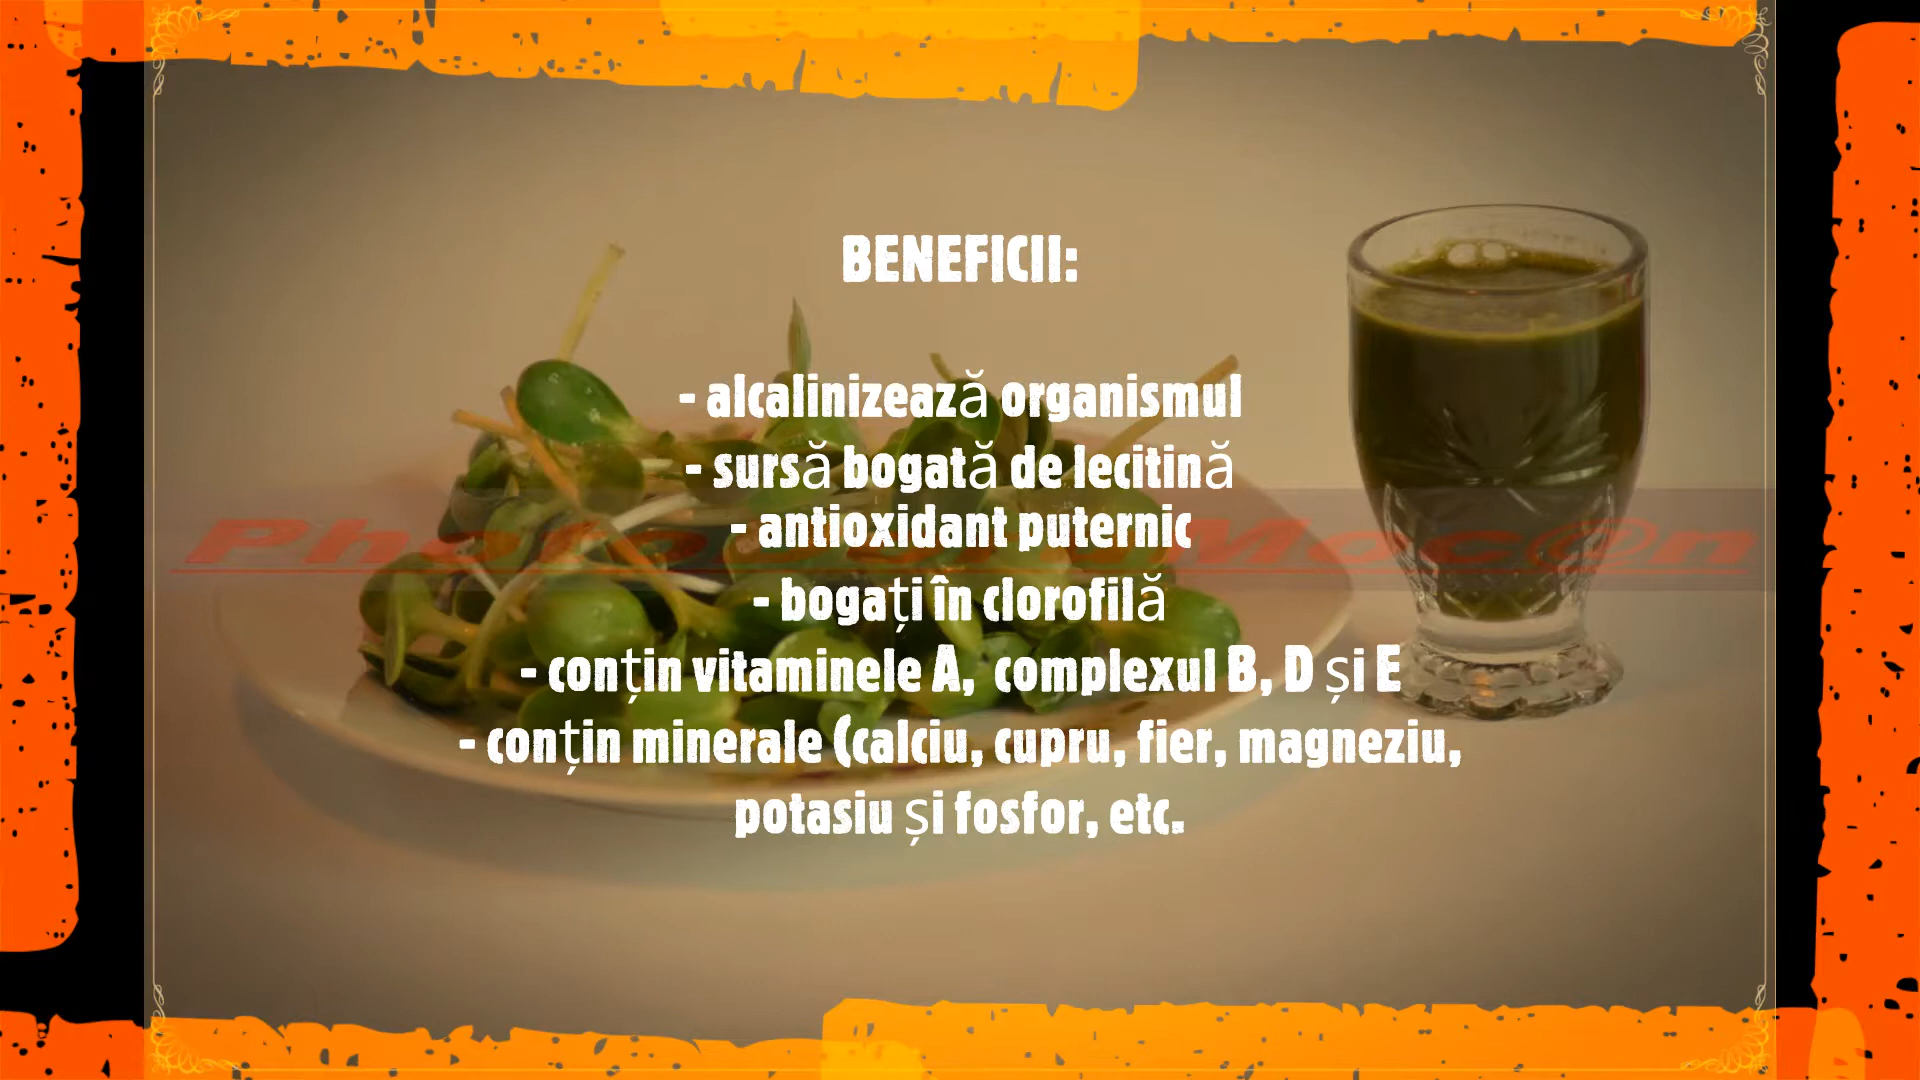 BENEFICII:
- alcalinizează organismul
- sursă bogată de lecitină
- antioxidant puternic
- bogați în clorofilă
- conțin vitaminele A, complexul B, D și E
- conțin minerale (calciu, cupru, fier, magneziu,
potasiu și fosfor, etc.
Moc@n